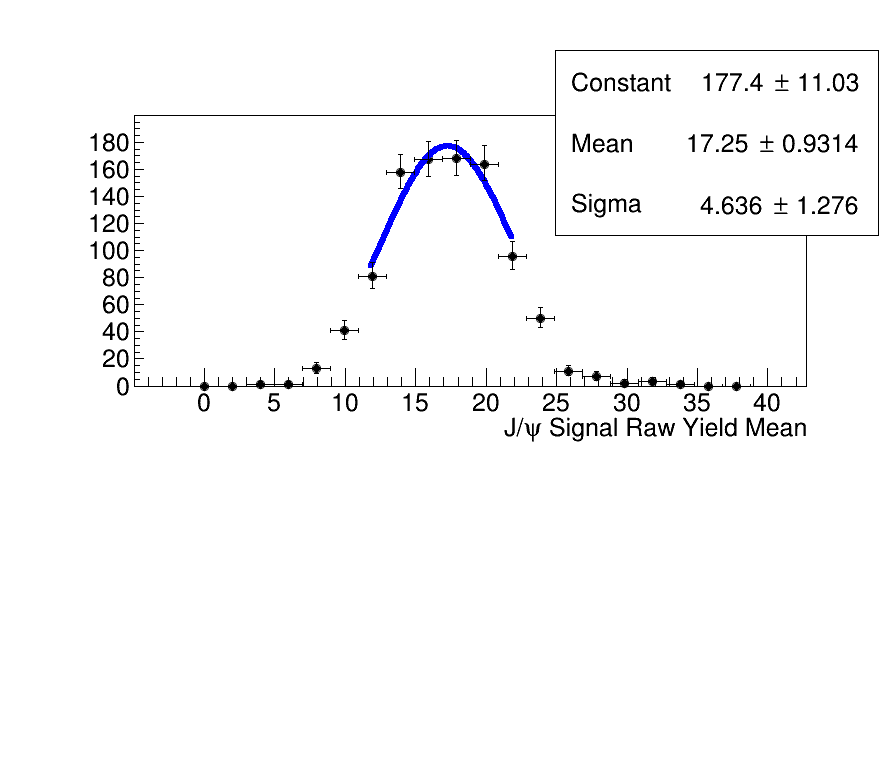 Constant 177.4 ± 11.03
Mean 17.25 ± 0.9314
Sigma 4.636 ± 1.276
180
160
140
120
100
80
60
40
20
0
0 5 10 15 20 25 30 35 40
J/ψ Signal Raw Yield Mean